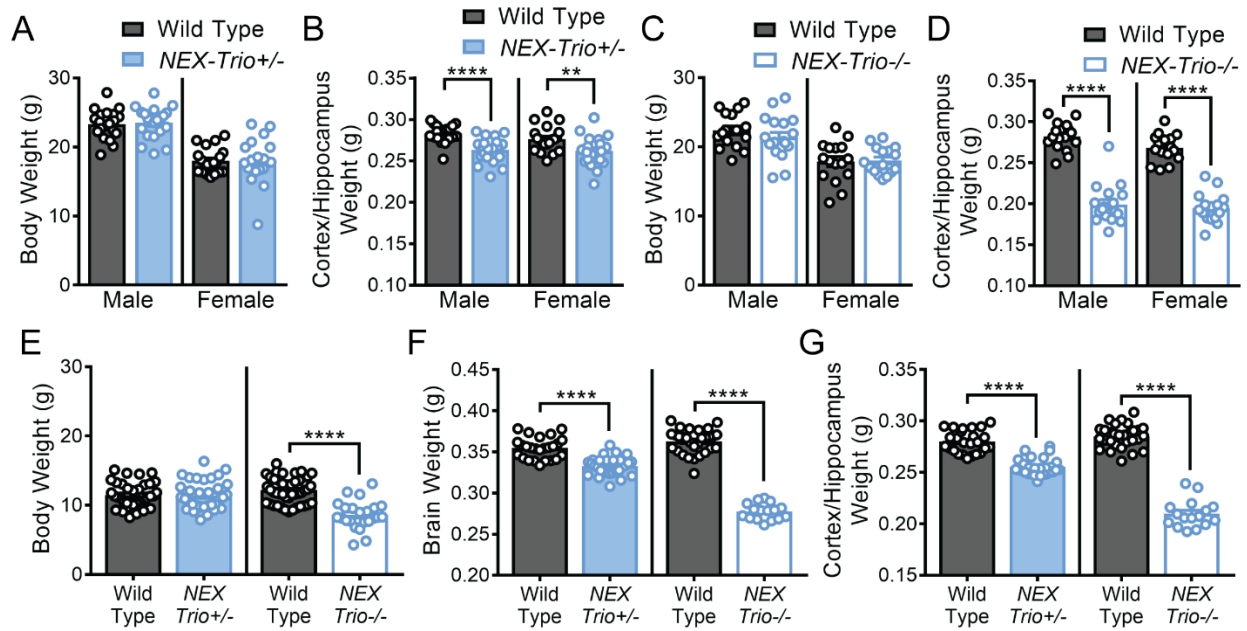 A
Wild Type
NEX-Trio+/-
Body Weight (g)
30
20
10
0
Male
Female
B
Wild Type
NEX-Trio+/-
Cortex/Hippocampus
Weight (g)
0.35
0.30
0.25
0.20
0.15
0.10
****
**
Male
Female
C
Wild Type
NEX-Trio-/-
Body Weight (g)
30
20
10
0
Male
Female
D
Wild Type
NEX-Trio-/-
Cortex/Hippocampus
Weight (g)
0.35
0.30
0.25
0.20
0.15
0.10
****
****
Male
Female
E
Body Weight (g)
30
20
10
0
****
Wild
Type
NEX
Trio+/-
Wild
Type
NEX
Trio-/-
F
Brain Weight (g)
0.45
0.40
0.35
0.30
0.25
0.20
****
****
Wild
Type
NEX
Trio+/-
Wild
Type
NEX
Trio-/-
G
Cortex/Hippocampus
Weight (g)
0.35
0.30
0.25
0.20
0.15
****
****
Wild
Type
NEX
Trio+/-
Wild
Type
NEX
Trio-/-